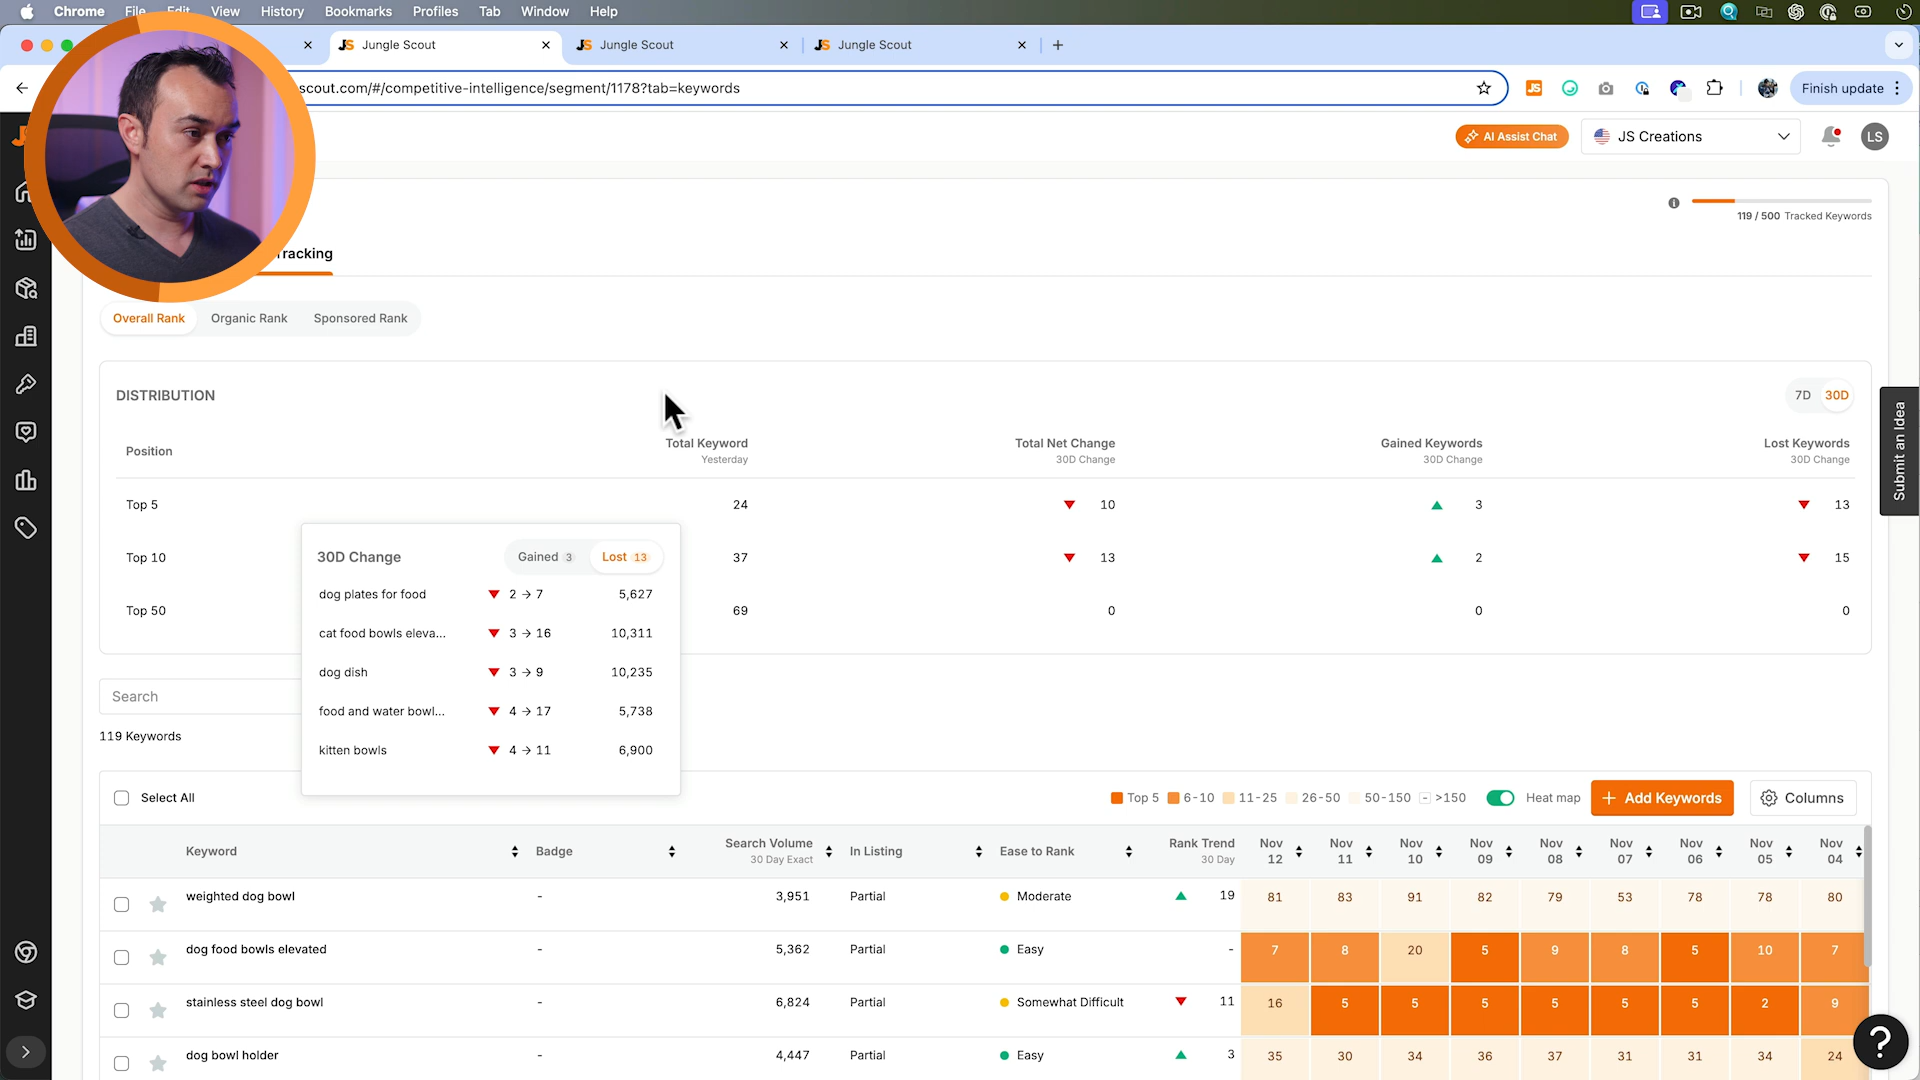 Chrome File Edit View History Bookmarks Profiles Tab Window Help
Jungle Scout Jungle Scout Jungle Scout
scout.com/#/competitive-intelligence/segment/1178?tab=keywords Finish update
AI Assist Chat JS Creations LS
119 / 500 Tracked Keywords
Tracking
Overall Rank Organic Rank Sponsored Rank
DISTRIBUTION 7D 30D
Position Total Keyword Yesterday Total Net Change 30D Change Gained Keywords 30D Change Lost Keywords 30D Change
Top 5 24 10 3 13
Top 10 37 13 2 15
Top 50 69 0 0 0
30D Change Gained 3 Lost 13
dog plates for food 2 → 7 5,627
cat food bowls eleva... 3 → 16 10,311
dog dish 3 → 9 10,235
food and water bowl... 4 → 17 5,738
kitten bowls 4 → 11 6,900
Submit an Idea
Search
119 Keywords
Select All Top 5 6-10 11-25 26-50 50-150 - >150 Heat map + Add Keywords Columns
Keyword Badge Search Volume 30 Day Exact In Listing Ease to Rank Rank Trend 30 Day Nov 12 Nov 11 Nov 10 Nov 09 Nov 08 Nov 07 Nov 06 Nov 05 Nov 04
weighted dog bowl - 3,951 Partial Moderate 19 81 83 91 82 79 53 78 78 80
dog food bowls elevated - 5,362 Partial Easy - 7 8 20 5 9 8 5 10 7
stainless steel dog bowl - 6,824 Partial Somewhat Difficult 11 16 5 5 5 5 5 5 2 9
dog bowl holder - 4,447 Partial Easy 3 35 30 34 36 37 31 31 34 24
?